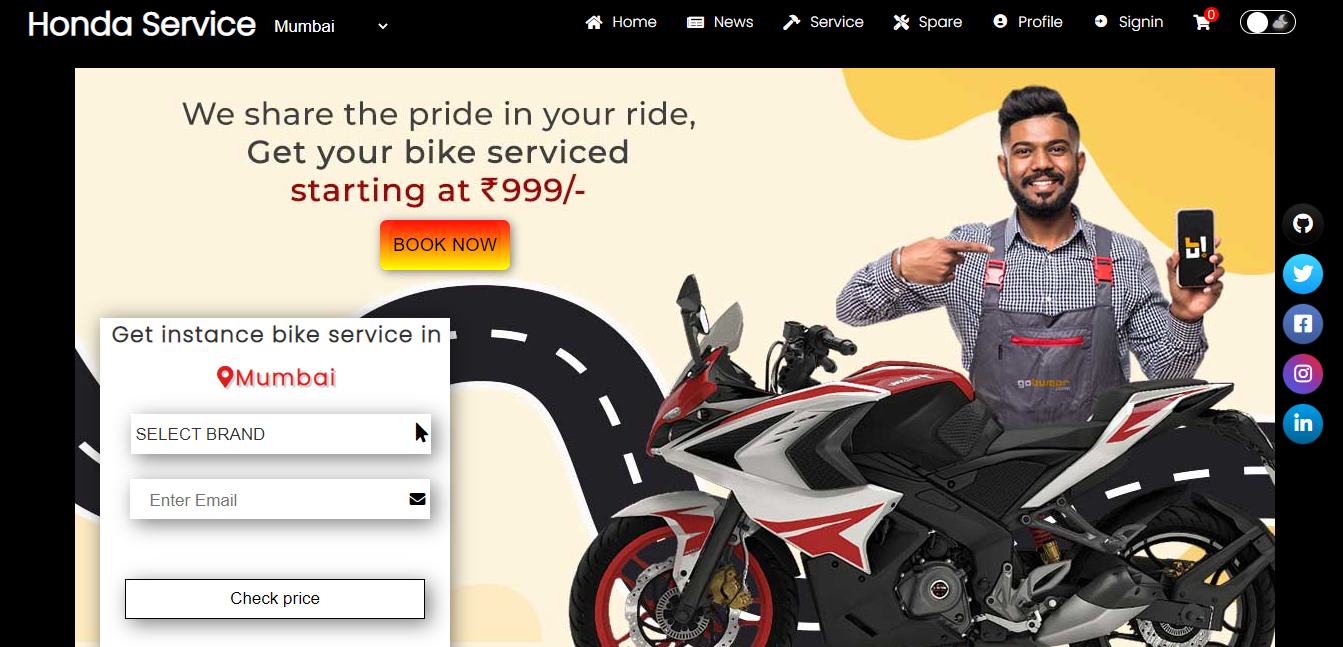 Honda Service
Mumbai
Home
News
Service
Spare
Profile
Signin
0
We share the pride in your ride,
Get your bike serviced
starting at ₹999/-
BOOK NOW
Get instance bike service in
Mumbai
SELECT BRAND
Enter Email
Check price
b!
gobumpr
in